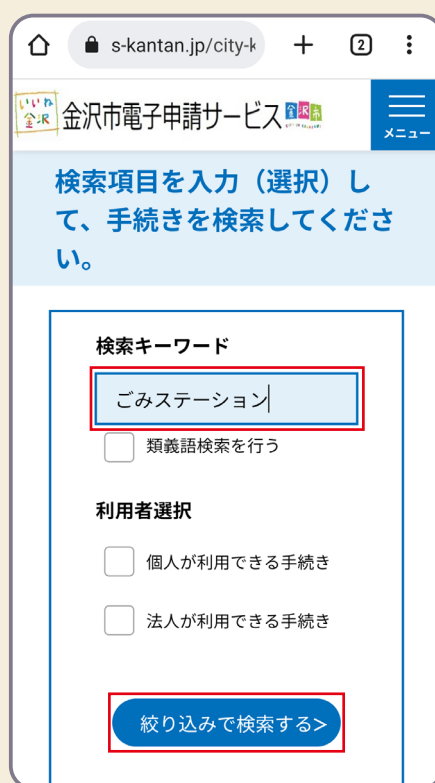 s-kantan.jp/city-k
2
いいね
金沢
金沢市電子申請サービス
メニュー
検索項目を入力（選択）し
て、手続きを検索してくださ
い。
検索キーワード
ごみステーション
類義語検索を行う
利用者選択
個人が利用できる手続き
法人が利用できる手続き
絞り込みで検索する>